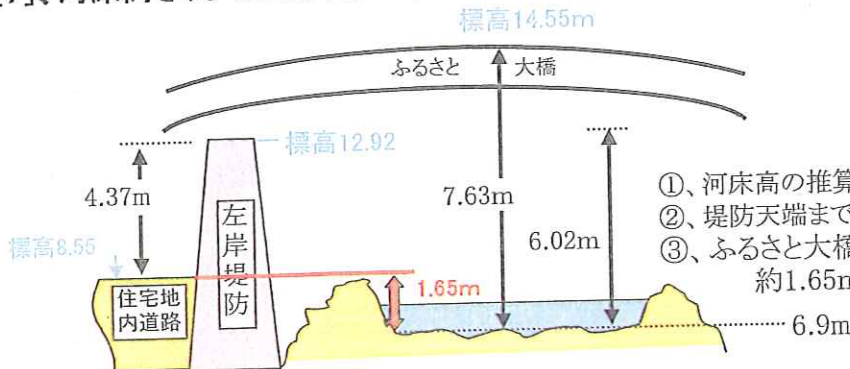 標高14.55m
ふるさと 大橋
標高12.92
4.37m
7.63m
6.02m
①、河床高の推算
②、堤防天端まで
③、ふるさと大橋
約1.65m
標高8.55
左岸堤防
1.65m
住宅地
内道路
6.9m